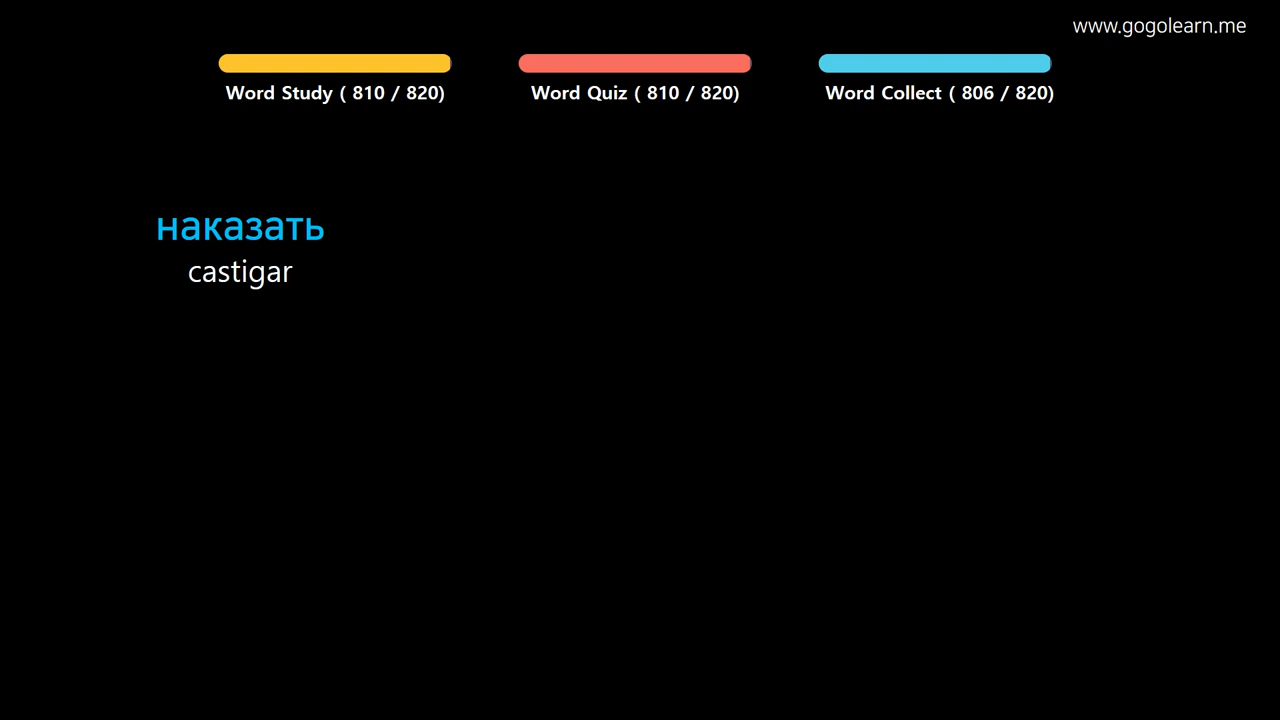 www.gogolearn.me
Word Study ( 810 / 820)
Word Quiz ( 810 / 820)
Word Collect ( 806 / 820)
наказать
castigar